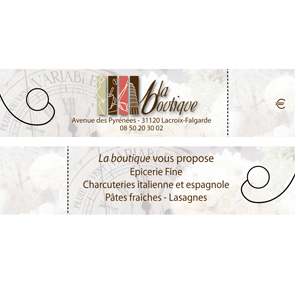 VARIABLE
la
boutique
Avenue des Pyrénées - 31120 Lacroix-Falgarde
08 50 20 30 02
€
La boutique vous propose
Epicerie Fine
Charcuteries italienne et espagnole
Pâtes fraîches - Lasagnes